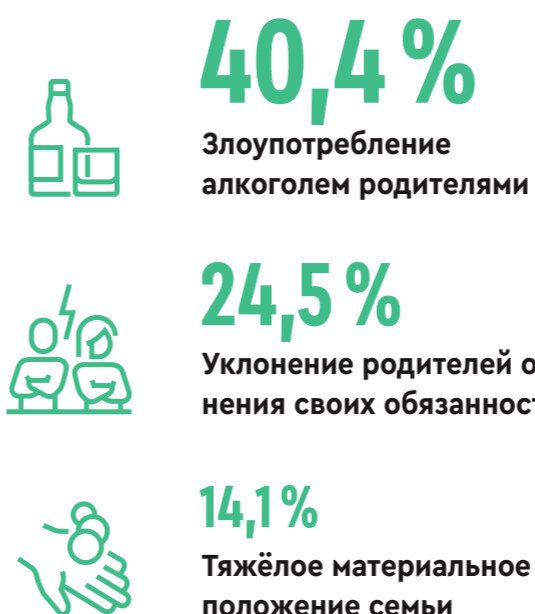 40,4 %
Злоупотребление
алкоголем родителями
24,5 %
Уклонение родителей
нения своих
14,1 %
Тяжёлое материальное
положение семьи